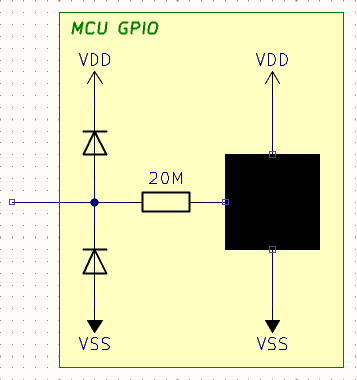 MCU GPIO
VDD VDD
20M
VSS VSS